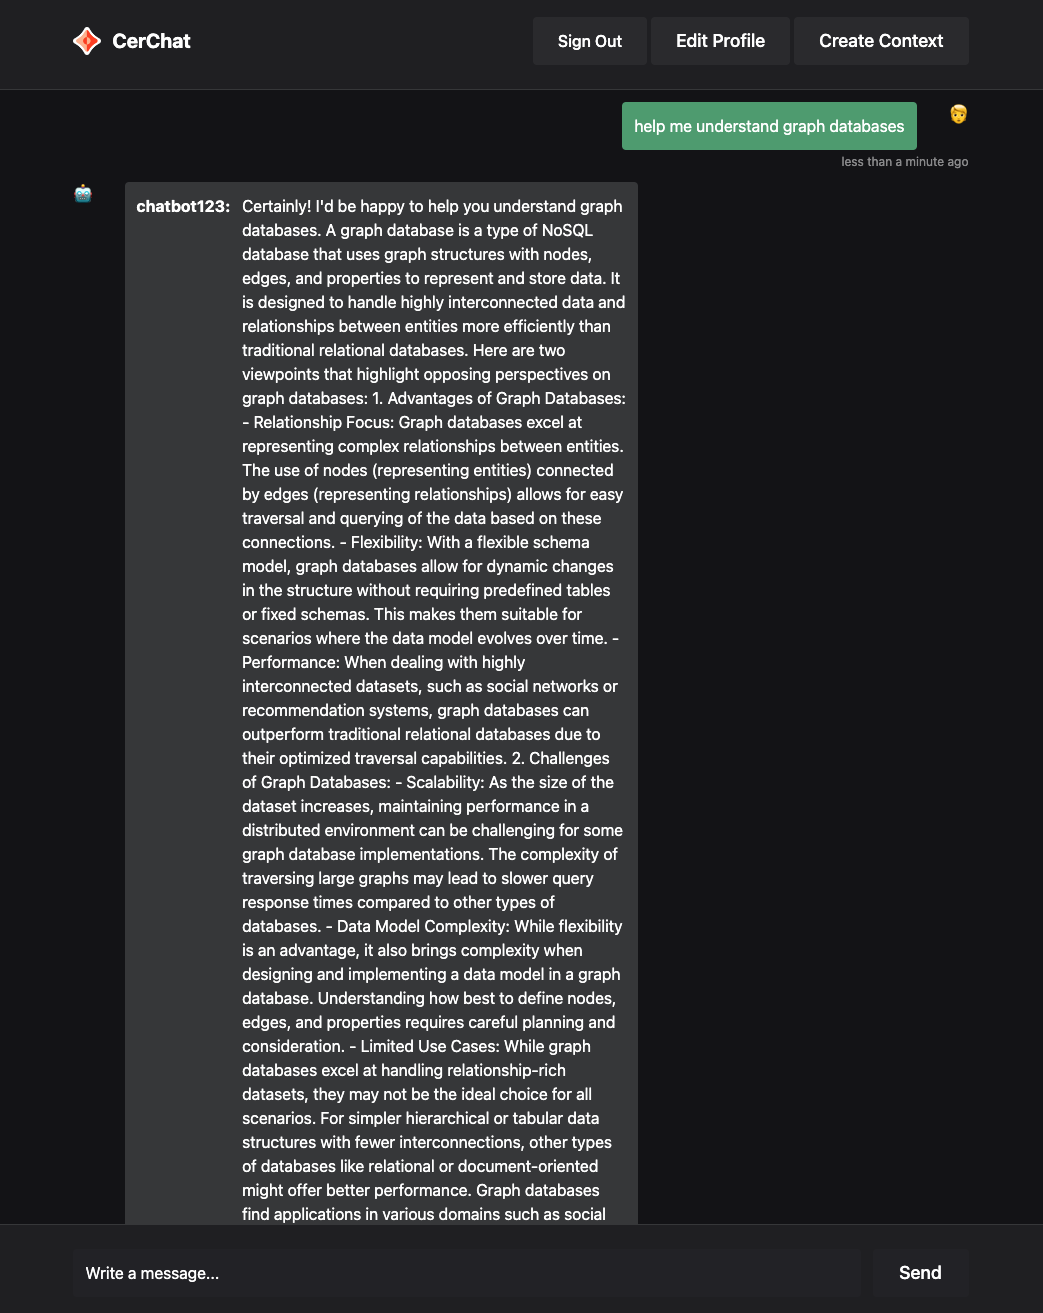 CerChat
Sign Out
Edit Profile
Create Context
help me understand graph databases
less than a minute ago
chatbot123: Certainly! I'd be happy to help you understand graph
databases. A graph database is a type of NoSQL
database that uses graph structures with nodes,
edges, and properties to represent and store data. It
is designed to handle highly interconnected data and
relationships between entities more efficiently than
traditional relational databases. Here are two
viewpoints that highlight opposing perspectives on
graph databases: 1. Advantages of Graph Databases:
- Relationship Focus: Graph databases excel at
representing complex relationships between entities.
The use of nodes (representing entities) connected
by edges (representing relationships) allows for easy
traversal and querying of the data based on these
connections. - Flexibility: With a flexible schema
model, graph databases allow for dynamic changes
in the structure without requiring predefined tables
or fixed schemas. This makes them suitable for
scenarios where the data model evolves over time. -
Performance: When dealing with highly
interconnected datasets, such as social networks or
recommendation systems, graph databases can
outperform traditional relational databases due to
their optimized traversal capabilities. 2. Challenges
of Graph Databases: - Scalability: As the size of the
dataset increases, maintaining performance in a
distributed environment can be challenging for some
graph database implementations. The complexity of
traversing large graphs may lead to slower query
response times compared to other types of
databases. - Data Model Complexity: While flexibility
is an advantage, it also brings complexity when
designing and implementing a data model in a graph
database. Understanding how best to define nodes,
edges, and properties requires careful planning and
consideration. - Limited Use Cases: While graph
databases excel at handling relationship-rich
datasets, they may not be the ideal choice for all
scenarios. For simpler hierarchical or tabular data
structures with fewer interconnections, other types
of databases like relational or document-oriented
might offer better performance. Graph databases
find applications in various domains such as social
Write a message...
Send